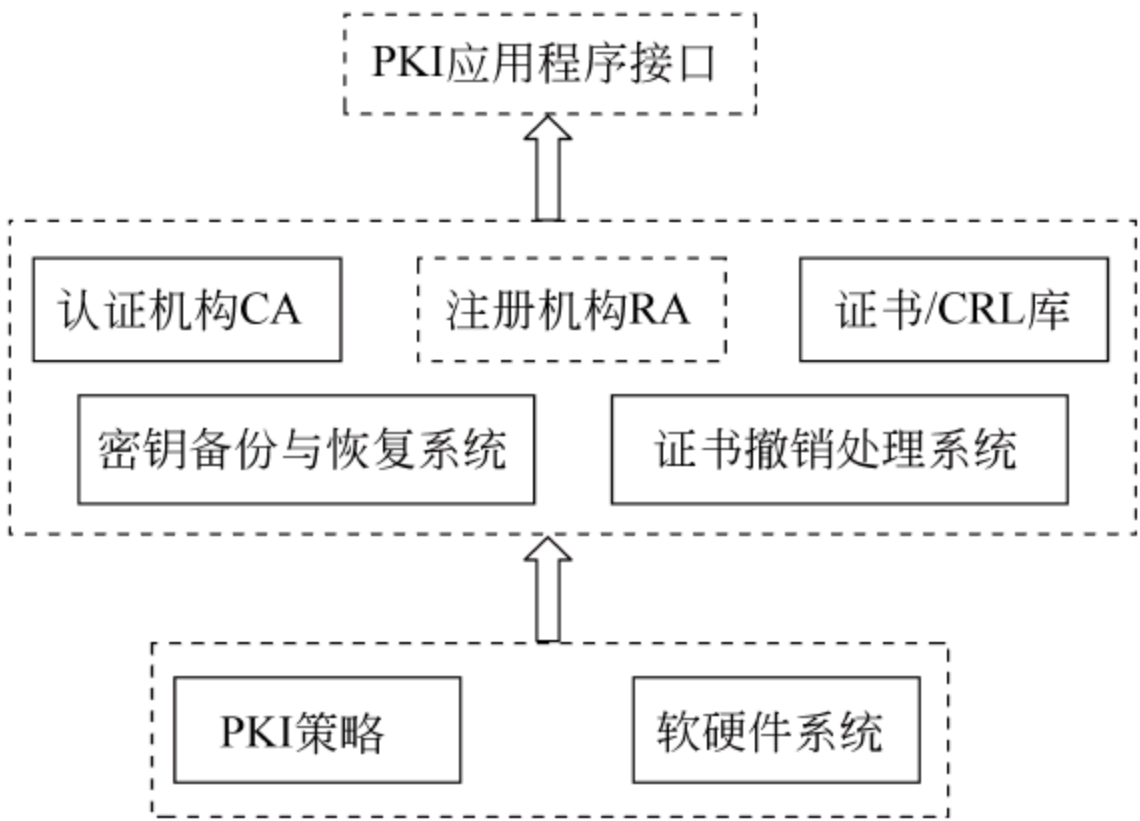 PKI应用程序接口
认证机构CA
注册机构RA
证书/CRL库
密钥备份与恢复系统
证书撤销处理系统
PKI策略
软硬件系统